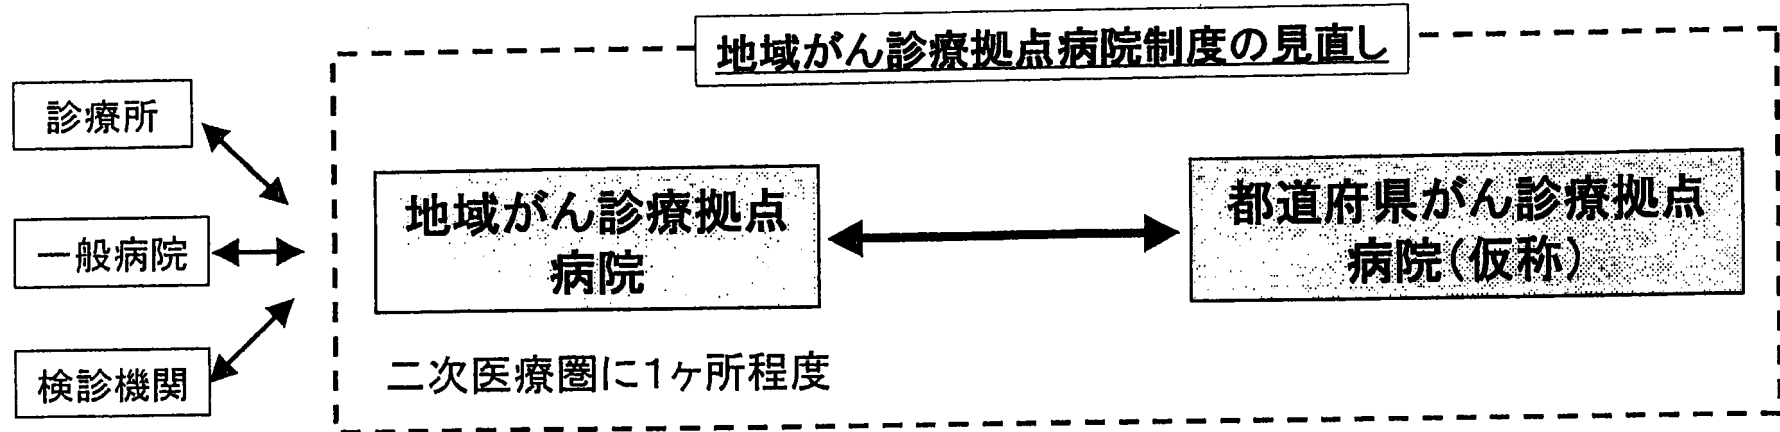 地域がん診療拠点病院制度の見直し
診療所
一般病院
検診機関
地域がん診療拠点
病院
二次医療圏に1ヶ所程度
都道府県がん診療拠点
病院(仮称)